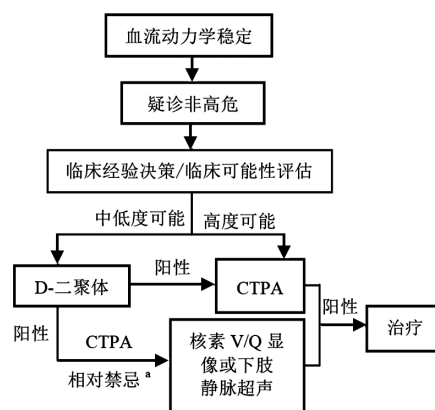 血流动力学稳定
疑诊非高危
临床经验决策/临床可能性评估
中低度可能
高度可能
D-二聚体
阳性
CTPA
阳性
治疗
阳性
CTPA
相对禁忌 a
核素 V/Q 显
像或下肢
静脉超声